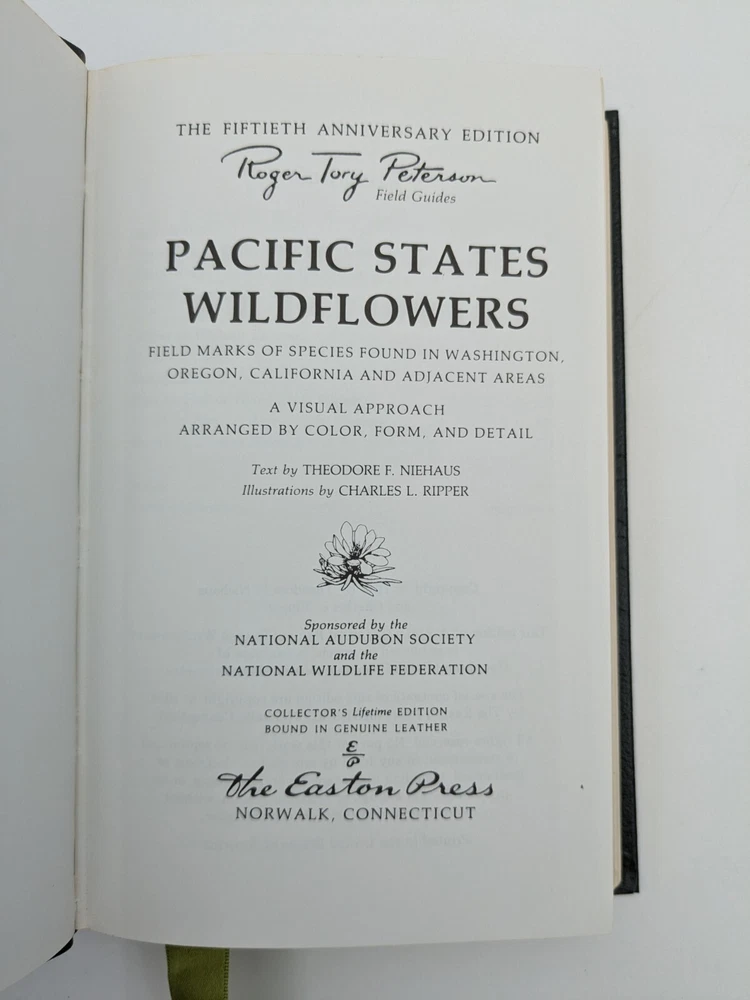 THE FIFTIETH ANNIVERSARY EDITION
Roger Tory Peterson
Field Guides
PACIFIC STATES
WILDFLOWERS
FIELD MARKS OF SPECIES FOUND IN WASHINGTON,
OREGON, CALIFORNIA AND ADJACENT AREAS
A VISUAL APPROACH
ARRANGED BY COLOR, FORM, AND DETAIL
Text by THEODORE F. NIEHAUS
Illustrations by CHARLES L. RIPPER
Sponsored by the
NATIONAL AUDUBON SOCIETY
and the
NATIONAL WILDLIFE FEDERATION
COLLECTOR'S Lifetime EDITION
BOUND IN GENUINE LEATHER
E
P
The Easton Press
NORWALK, CONNECTICUT